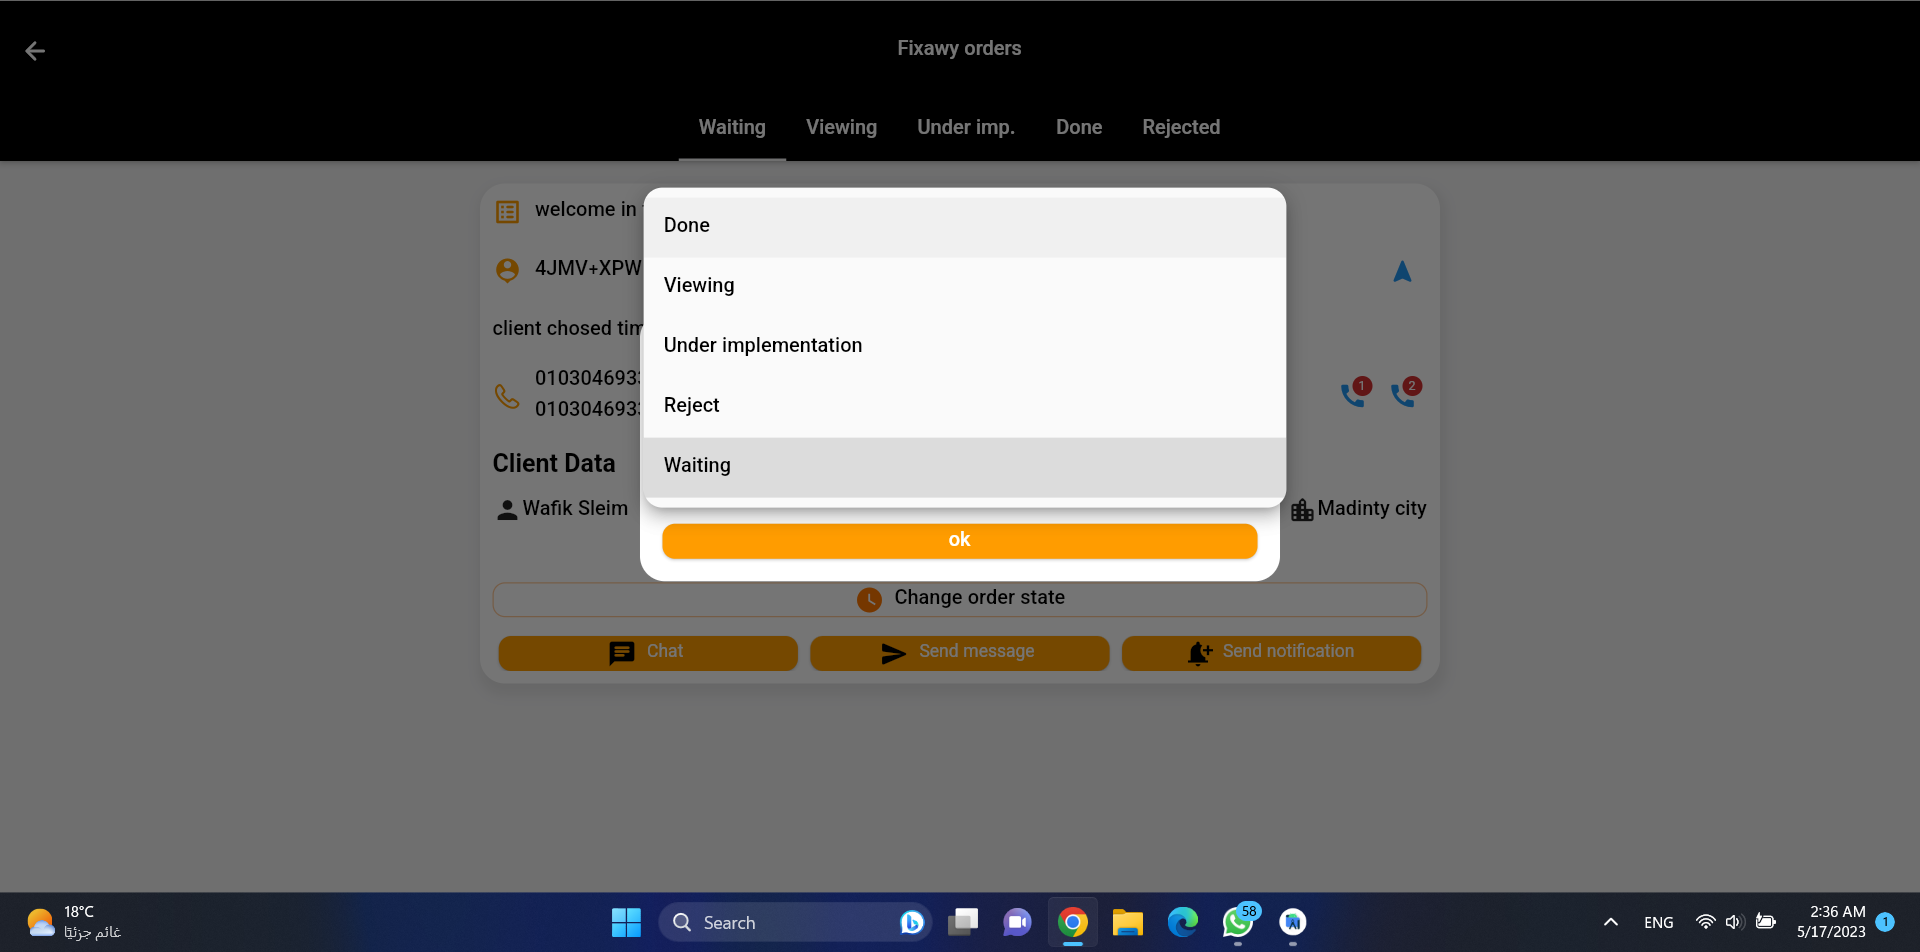 Fixawy orders
Waiting Viewing Under imp. Done Rejected
welcome in
4JMV+XPW
client chosed tim
010304693
010304693
1 2
Client Data
Wafik Sleim
Madinty city
Done
Viewing
Under implementation
Reject
Waiting
ok
Change order state
Chat Send message Send notification
18°C
غائم جزئيًا
Search
58
AI
ENG
2:36 AM
5/17/2023
1